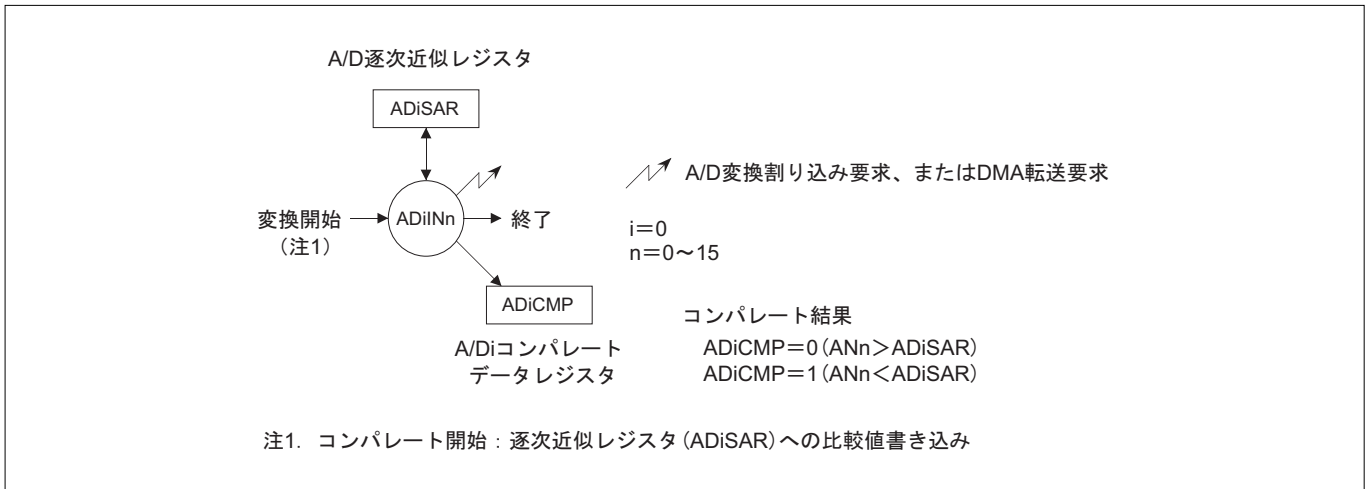 A/D逐次近似レジスタ
ADiSAR
A/D変換割り込み要求、またはDMA転送要求
変換開始
（注1）
ADiINn
終了
i＝0
n＝0～15
ADiCMP
A/Diコンパレート
データレジスタ
コンパレート結果
ADiCMP＝0（ANn＞ADiSAR）
ADiCMP＝1（ANn＜ADiSAR）
注1. コンパレート開始：逐次近似レジスタ（ADiSAR）への比較値書き込み